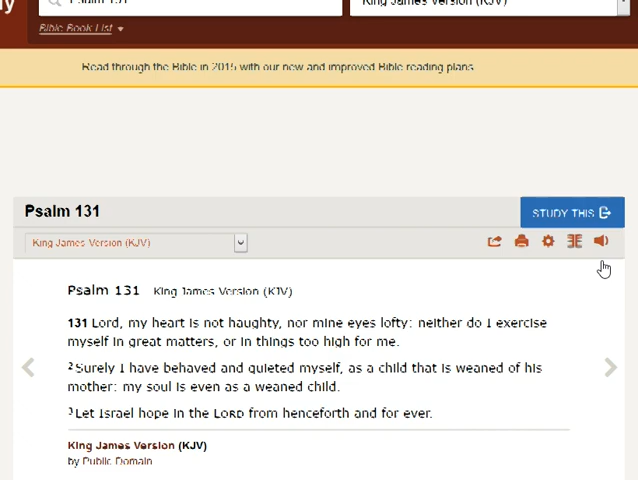 Psalm 131
King James Version (KJV)
Bible Book List
Read through the Bible in 2015 with our new and improved Bible reading plans
Psalm 131
STUDY THIS
King James Version (KJV)
Psalm 131 King James Version (KJV)
131 Lord, my heart is not haughty, nor mine eyes lofty: neither do I exercise
myself in great matters, or in things too high for me.
2 Surely I have behaved and quieted myself, as a child that is weaned of his
mother: my soul is even as a weaned child.
3 Let Israel hope in the LORD from henceforth and for ever.
King James Version (KJV)
by Public Domain